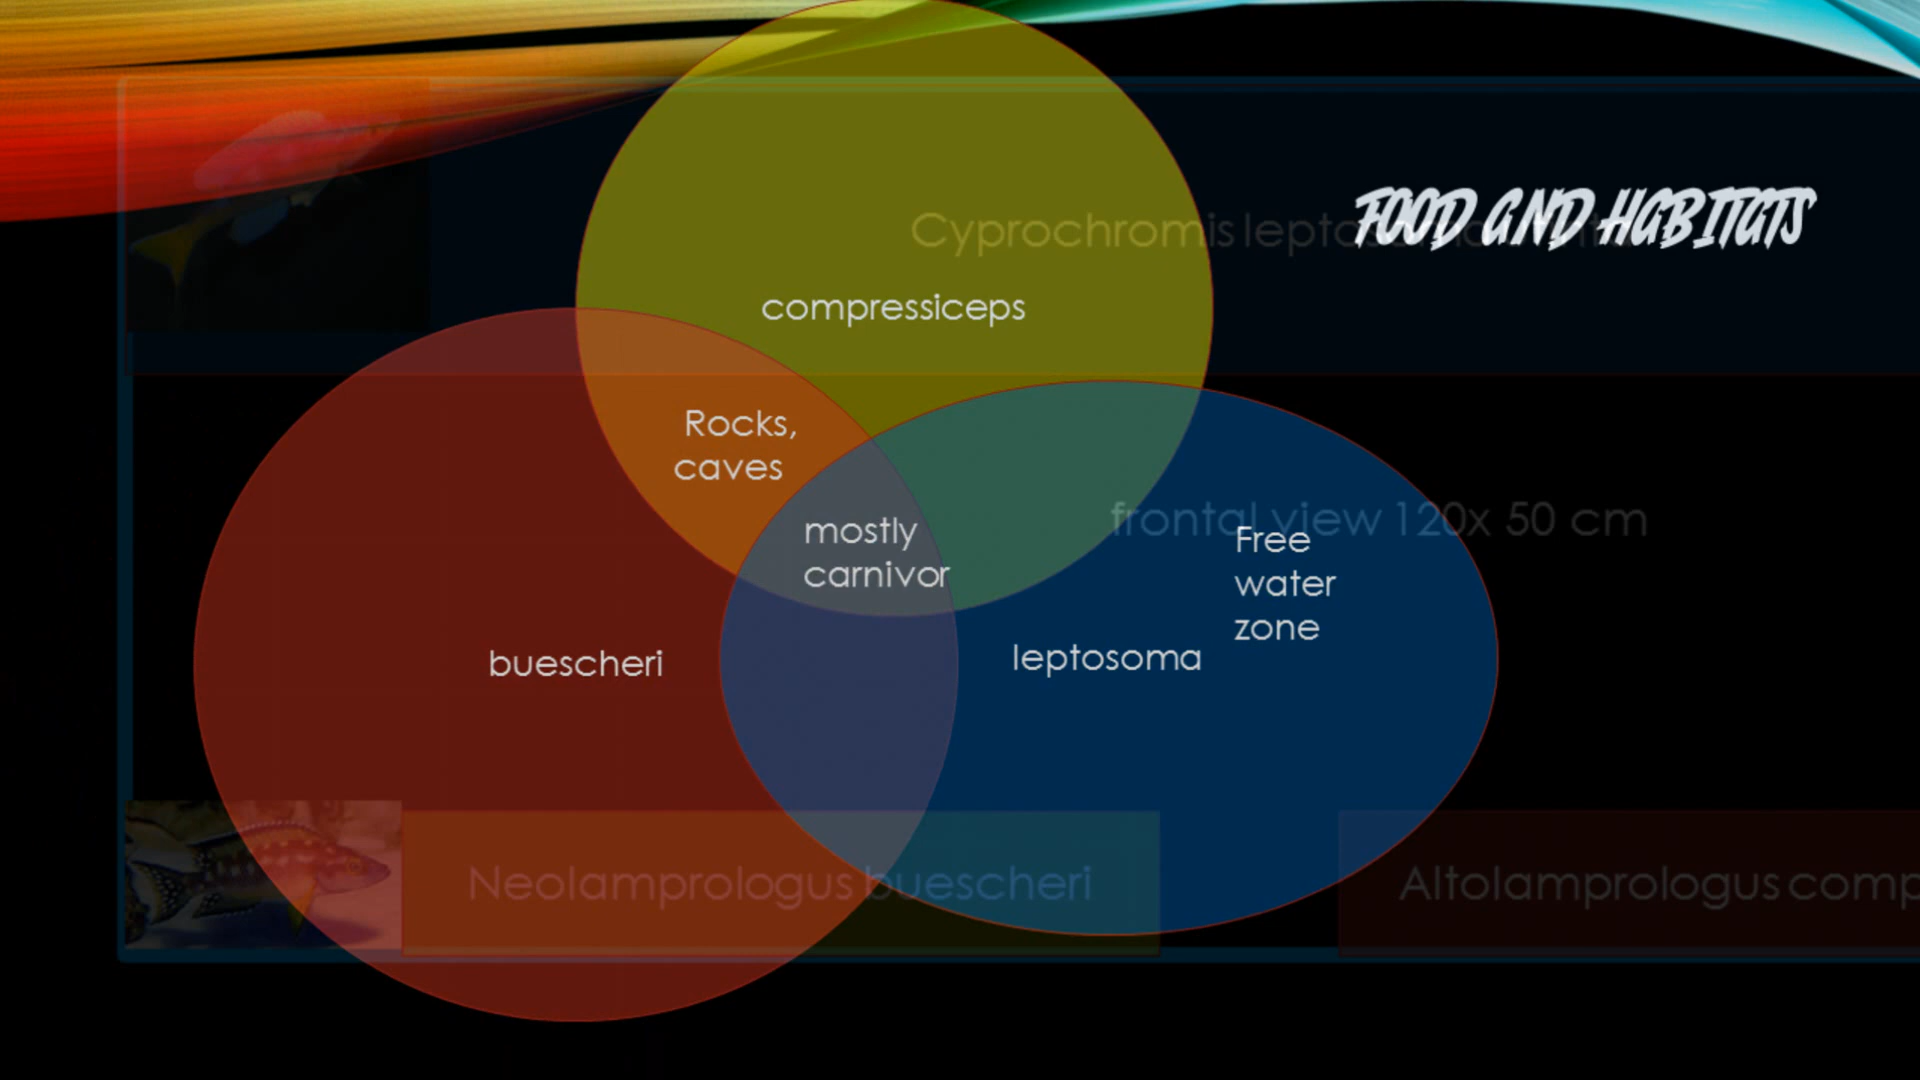 FOOD AND HABITATS
Cyprochromis leptosoma
compressiceps
Rocks,
caves
mostly
carnivor
frontal view 120x 50 cm
Free
water
zone
buescheri
leptosoma
Neolamprologus buescheri
Altolamprologus comp